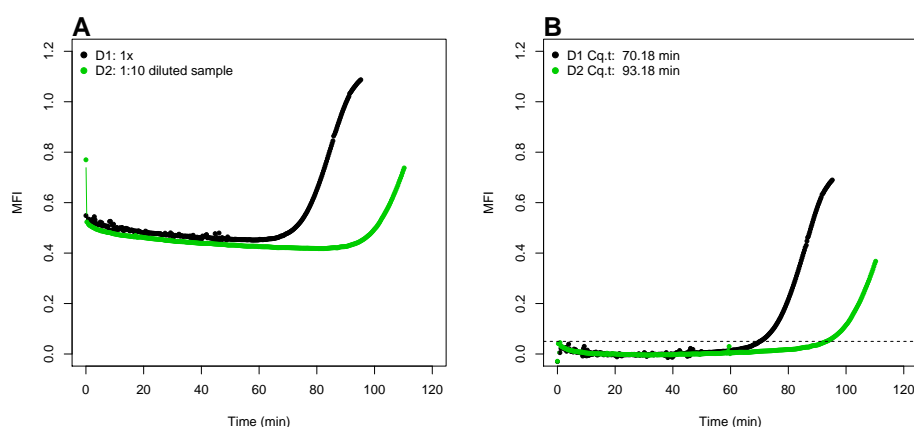 A
D1: 1x
D2: 1:10 diluted sample
1.2
1.0
0.8
0.6
0.4
0.2
0.0
MFI
0 20 40 60 80 100 120
Time (min)
B
D1 Cq.t: 70.18 min
D2 Cq.t: 93.18 min
1.2
1.0
0.8
0.6
0.4
0.2
0.0
MFI
0 20 40 60 80 100 120
Time (min)